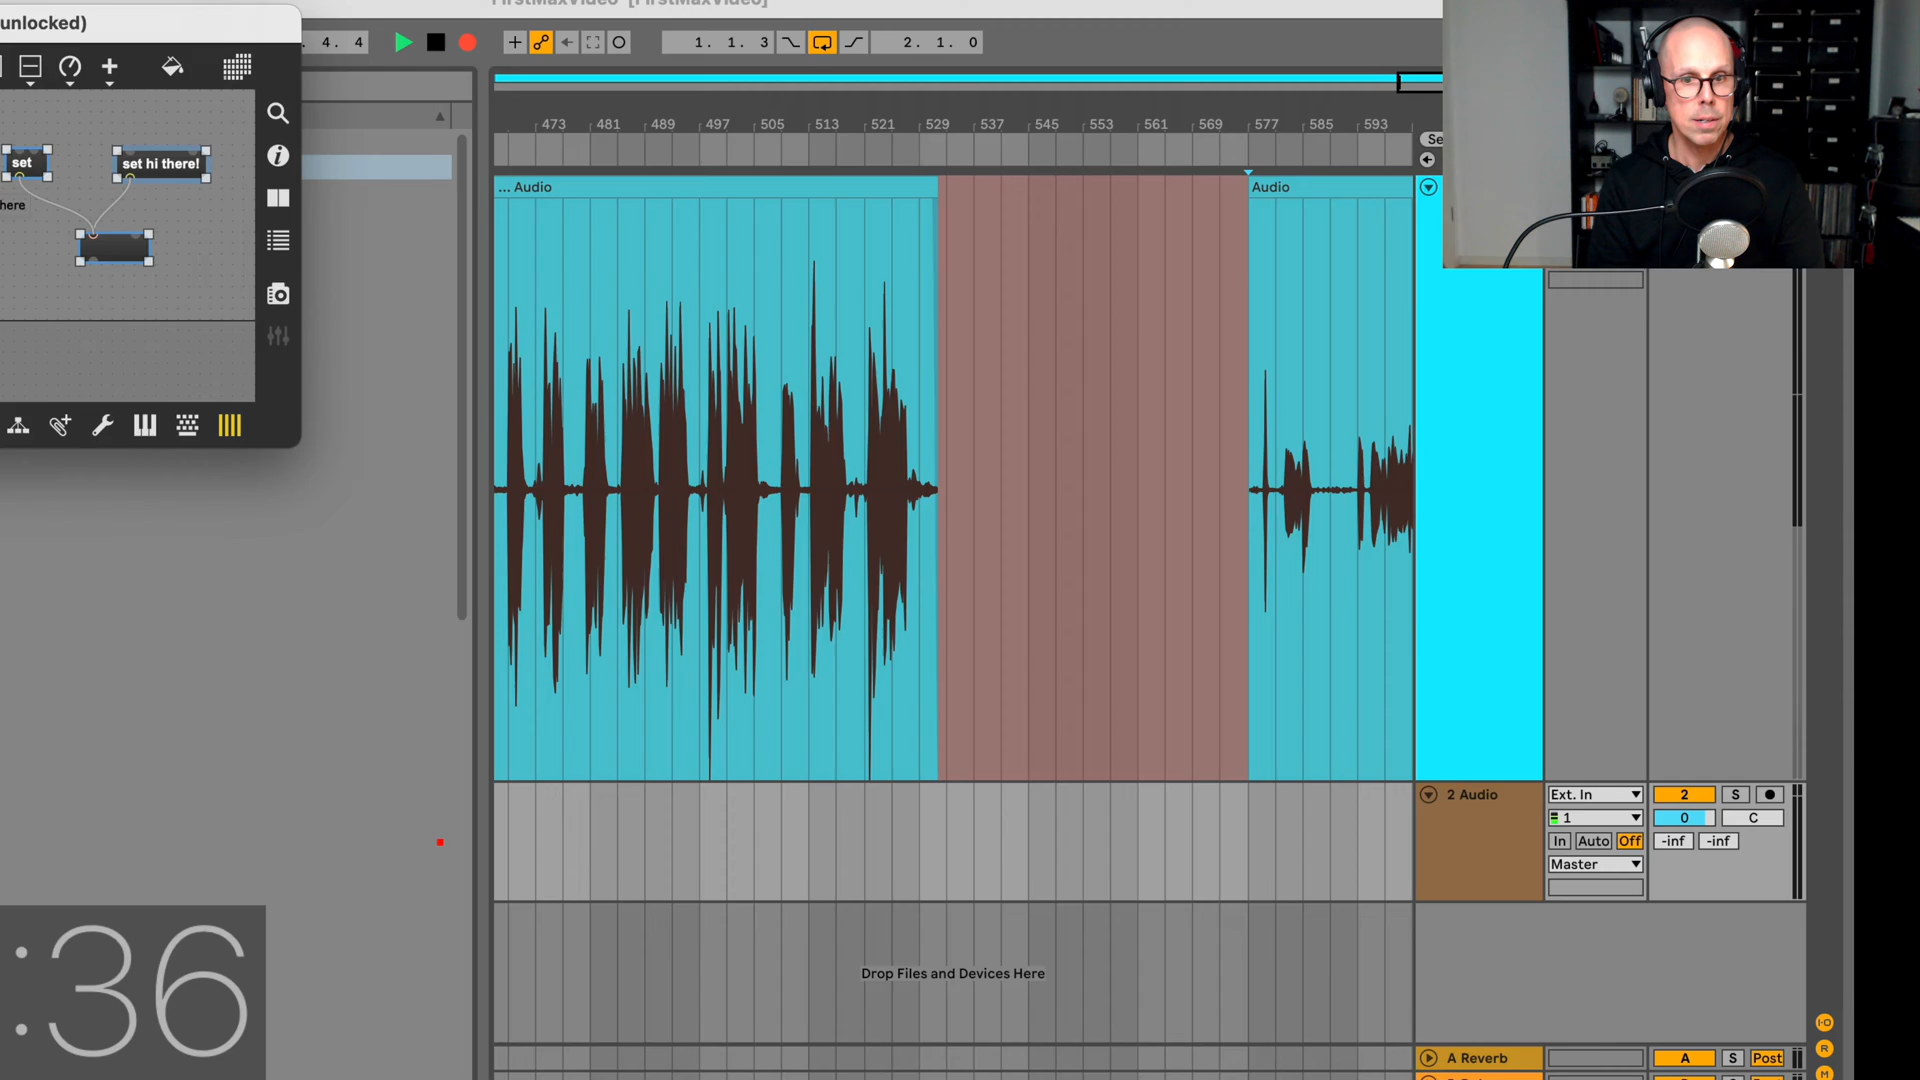 unlocked)
FirstMaxVideo [FirstMaxVideo]
4. 4
1. 1. 3
2. 1. 0
set
set hi there!
here
473 481 489 497 505 513 521 529 537 545 553 561 569 577 585 593
Se
... Audio
Audio
2 Audio
Ext. In
2 S
1
0 C
In Auto Off
-inf -inf
Master
:36
Drop Files and Devices Here
I-O
R
M
A Reverb
A S Post